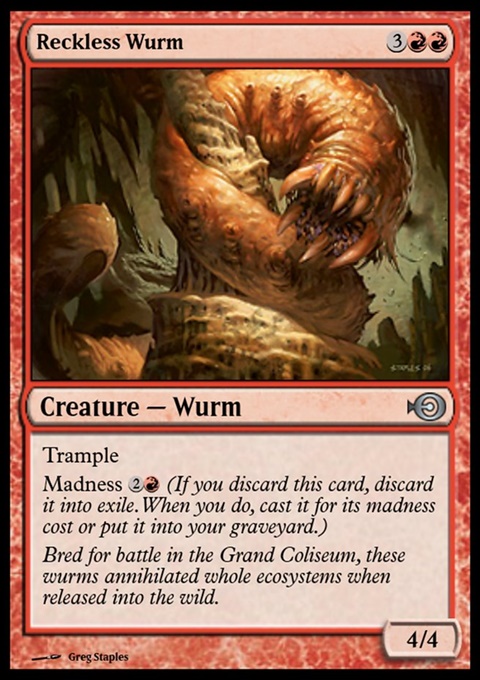 Reckless Wurm 3
STAPLES 06
Creature — Wurm
Trample
Madness 2 (If you discard this card, discard
it into exile. When you do, cast it for its madness
cost or put it into your graveyard.)
Bred for battle in the Grand Coliseum, these
wurms annihilated whole ecosystems when
released into the wild.
4/4
Greg Staples